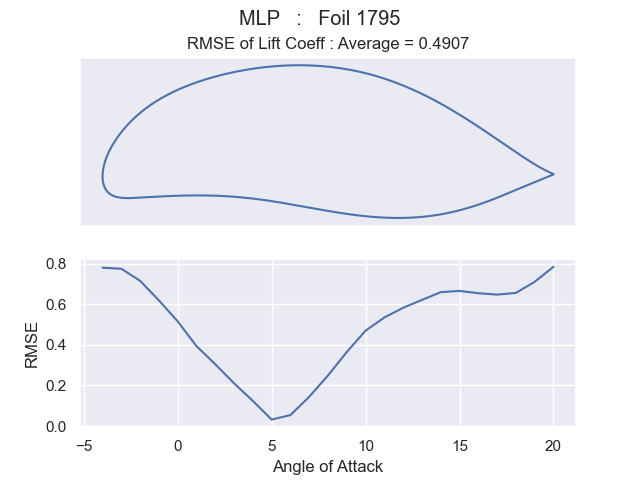 MLP   :   Foil 1795
RMSE of Lift Coeff : Average = 0.4907
0.8
0.6
0.4
0.2
0.0
RMSE
−5 0 5 10 15 20
Angle of Attack